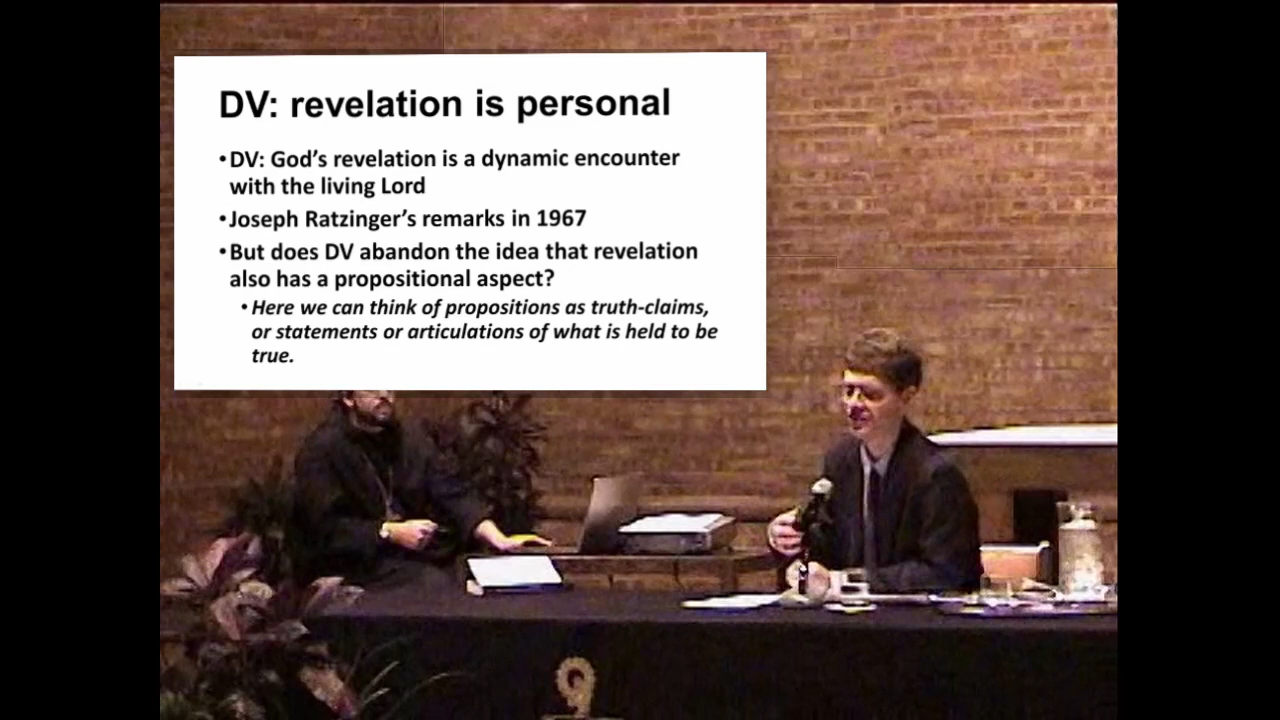 DV: revelation is personal
•DV: God's revelation is a dynamic encounter
with the living Lord
•Joseph Ratzinger's remarks in 1967
•But does DV abandon the idea that revelation
also has a propositional aspect?
•Here we can think of propositions as truth-claims,
or statements or articulations of what is held to be
true.
9